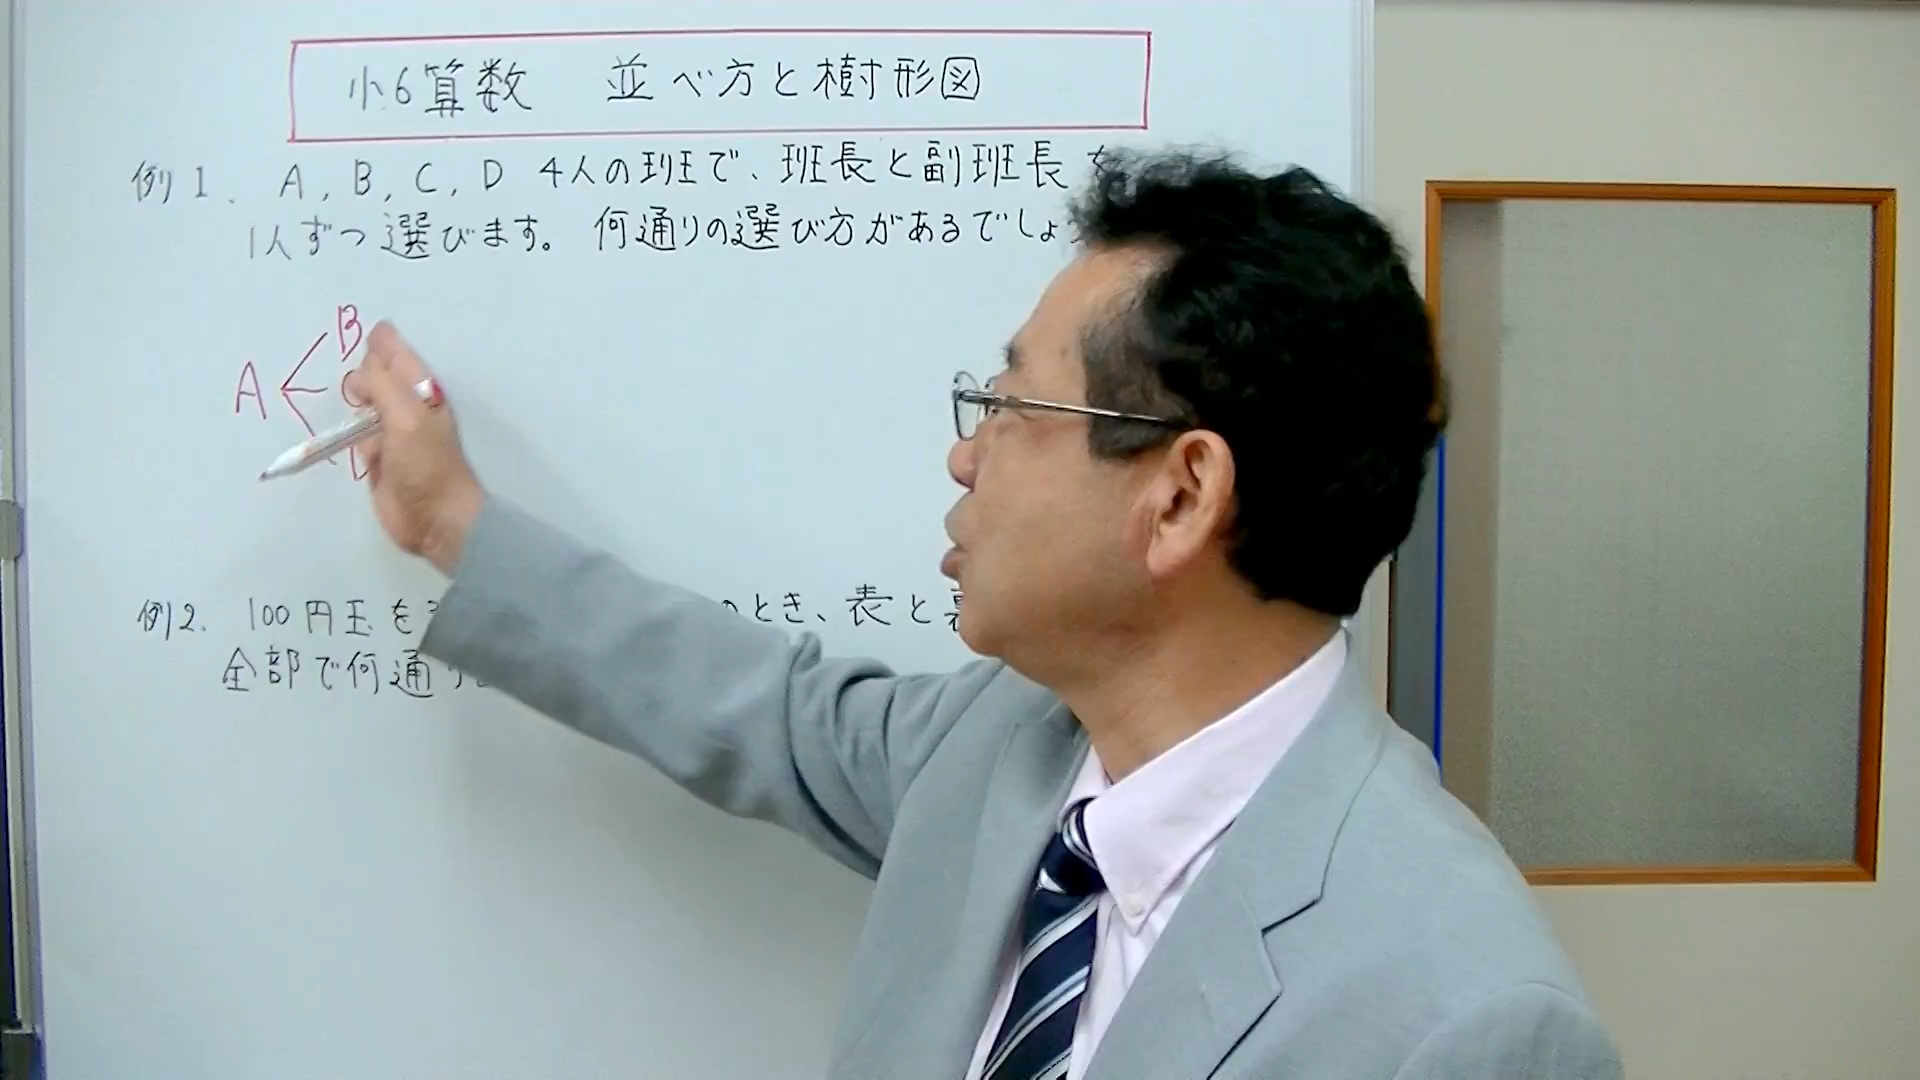 小6算数 並べ方と樹形図
例1. A, B, C, D 4人の班で、班長と副班長を
1人ずつ選びます。 何通りの選び方があるでしょう
B
A C
D
例2. 100円玉を のとき、表と裏
全部で何通り